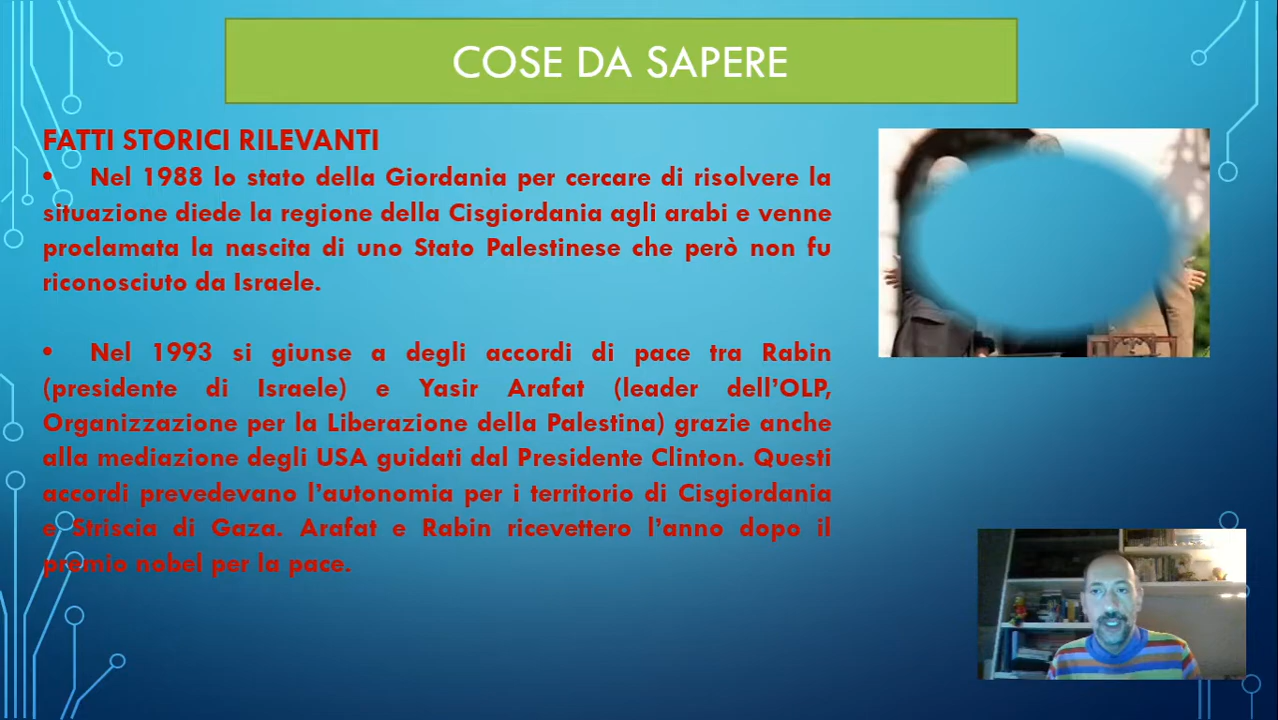 COSE DA SAPERE
FATTI STORICI RILEVANTI
• Nel 1988 lo stato della Giordania per cercare di risolvere la
situazione diede la regione della Cisgiordania agli arabi e venne
proclamata la nascita di uno Stato Palestinese che però non fu
riconosciuto da Israele.
• Nel 1993 si giunse a degli accordi di pace tra Rabin
(presidente di Israele) e Yasir Arafat (leader dell’OLP,
Organizzazione per la Liberazione della Palestina) grazie anche
alla mediazione degli USA guidati dal Presidente Clinton. Questi
accordi prevedevano l’autonomia per i territorio di Cisgiordania
e Striscia di Gaza. Arafat e Rabin ricevettero l’anno dopo il
premio nobel per la pace.